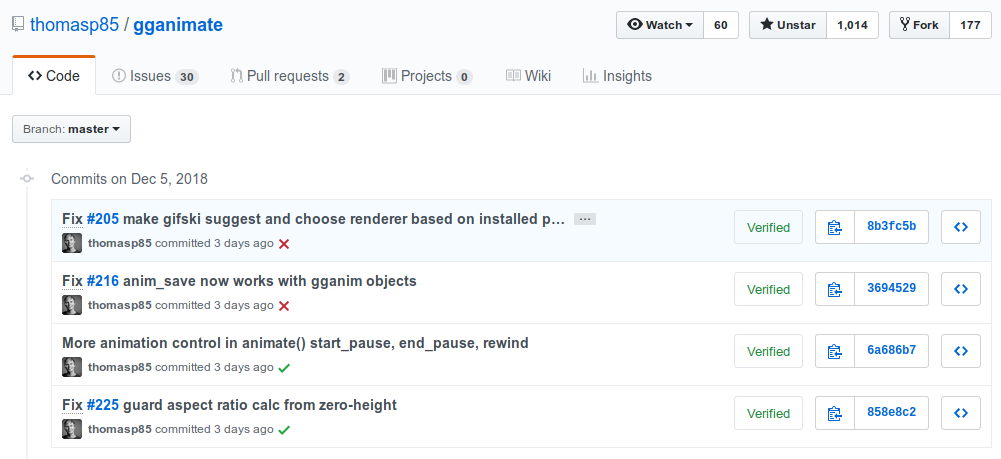 thomasp85 / gganimate
Watch 60 Unstar 1,014 Fork 177
Code Issues 30 Pull requests 2 Projects 0 Wiki Insights
Branch: master
Commits on Dec 5, 2018
Fix #205 make gifski suggest and choose renderer based on installed p… …
Verified 8b3fc5b
thomasp85 committed 3 days ago
Fix #216 anim_save now works with gganim objects
Verified 3694529
thomasp85 committed 3 days ago
More animation control in animate() start_pause, end_pause, rewind
Verified 6a686b7
thomasp85 committed 3 days ago
Fix #225 guard aspect ratio calc from zero-height
Verified 858e8c2
thomasp85 committed 3 days ago